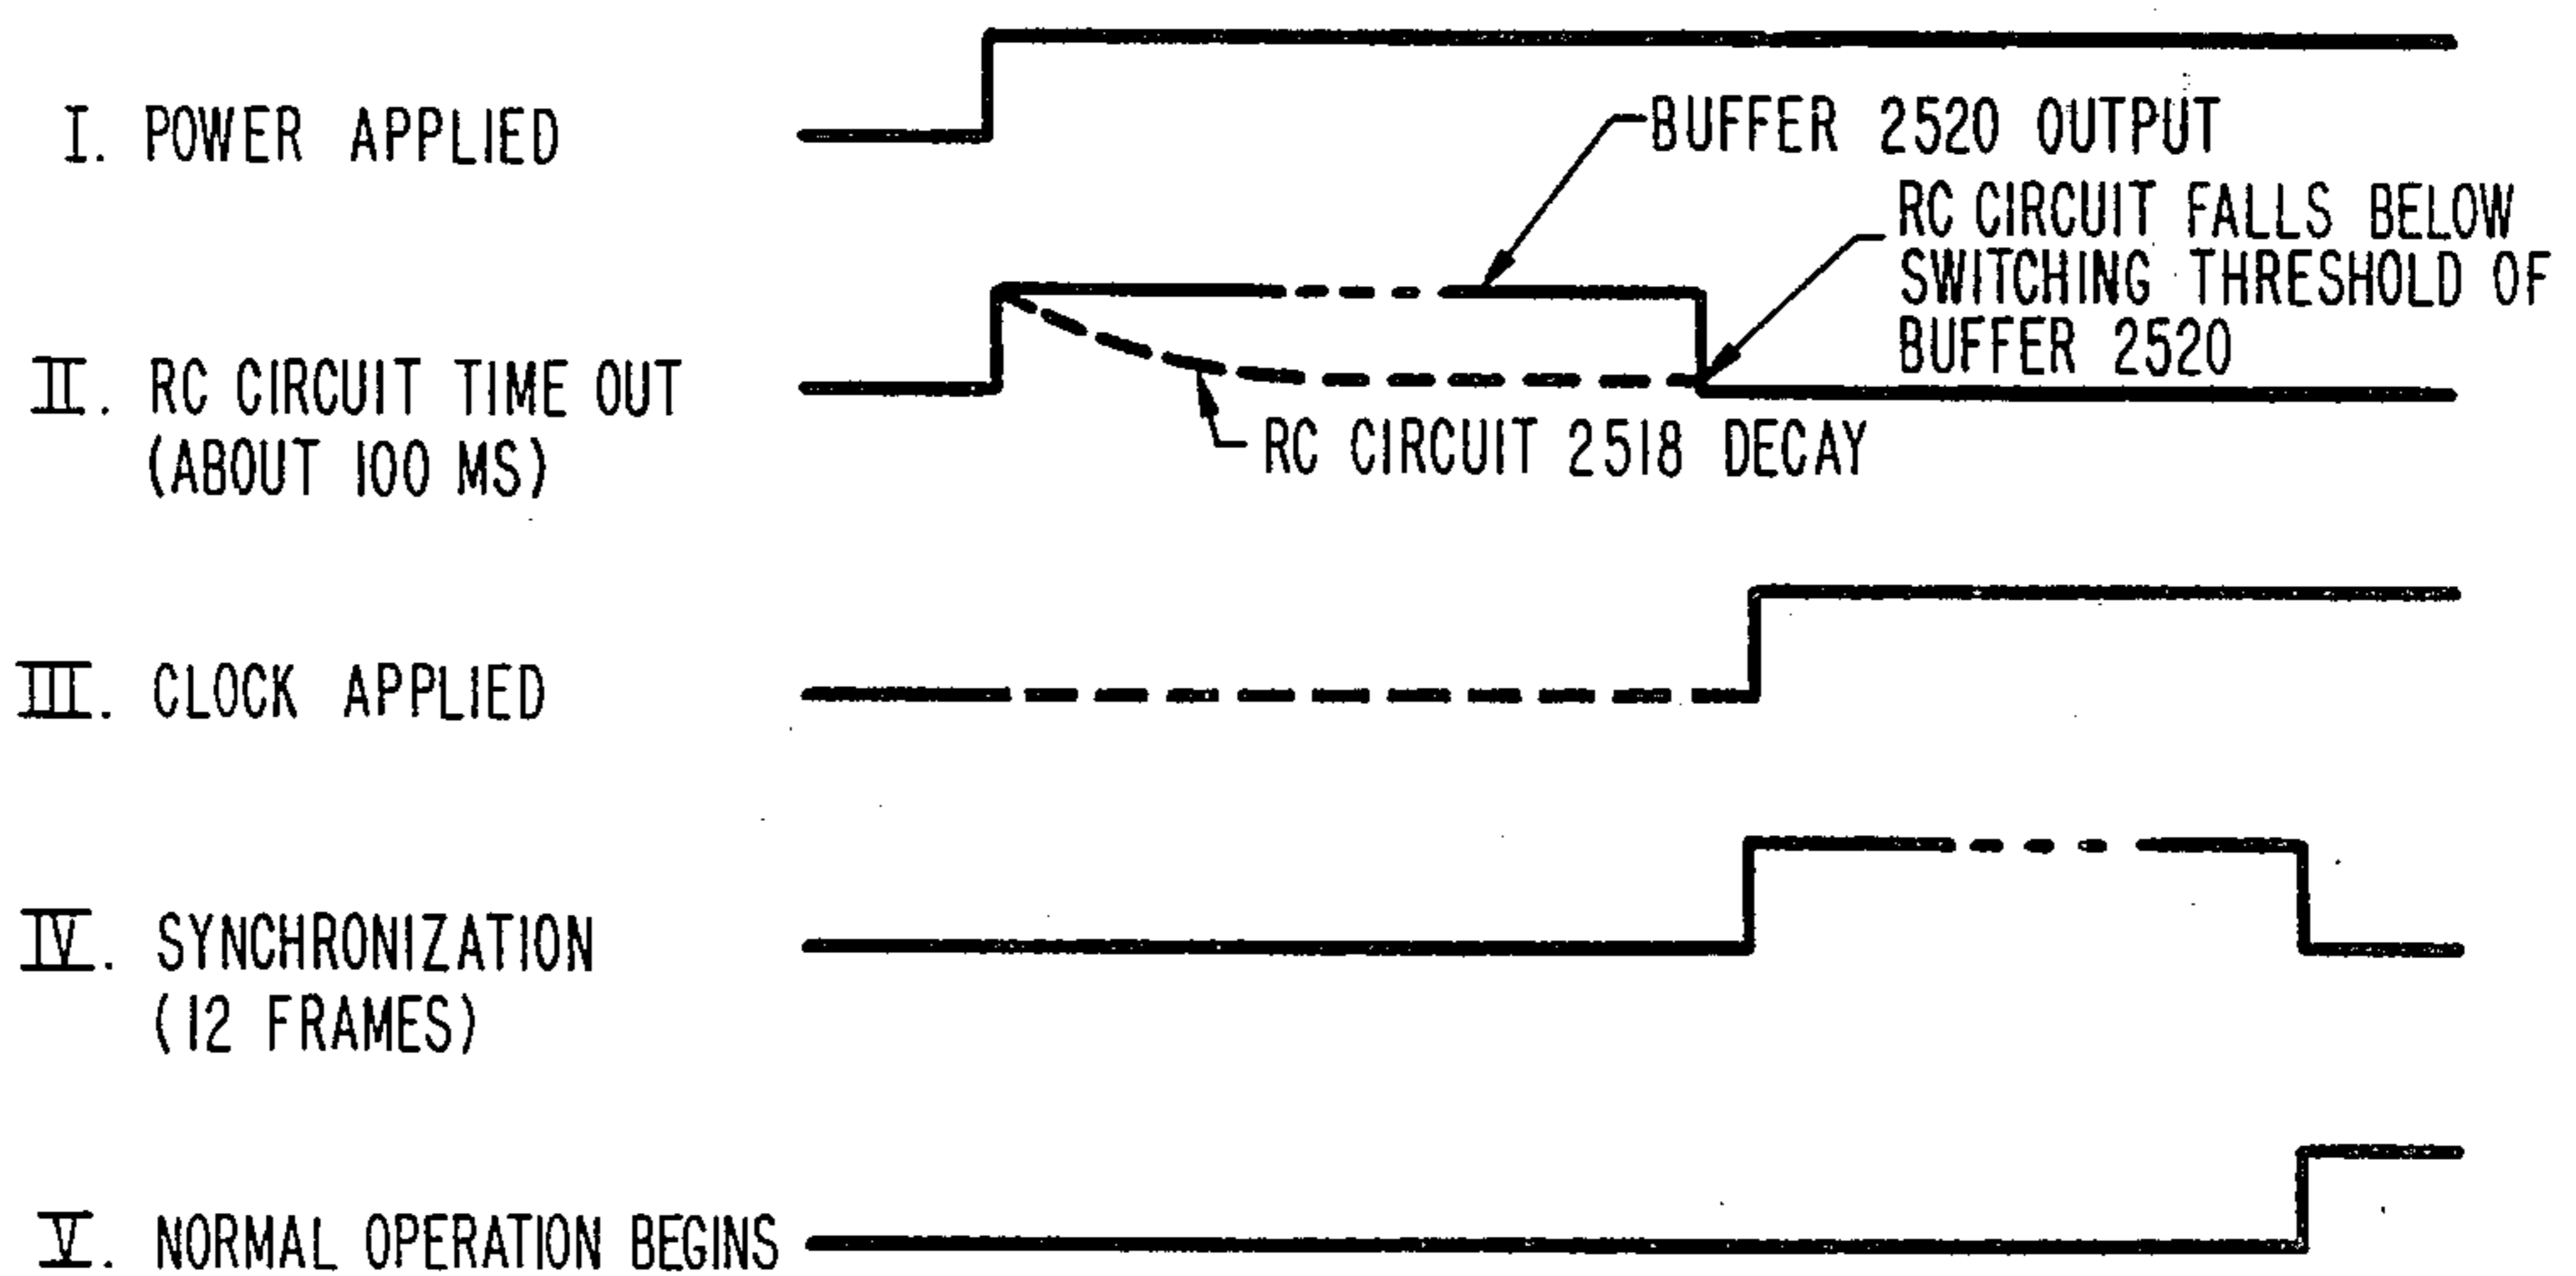 I. POWER APPLIED
BUFFER 2520 OUTPUT
RC CIRCUIT FALLS BELOW
SWITCHING THRESHOLD OF
BUFFER 2520
II. RC CIRCUIT TIME OUT
(ABOUT 100 MS)
RC CIRCUIT 2518 DECAY
III. CLOCK APPLIED
IV. SYNCHRONIZATION
(12 FRAMES)
V. NORMAL OPERATION BEGINS